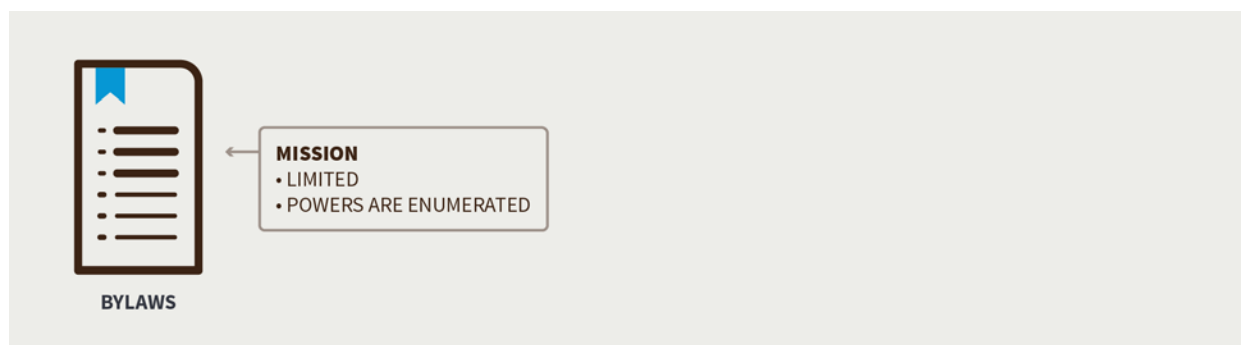 MISSION
• LIMITED
• POWERS ARE ENUMERATED
BYLAWS